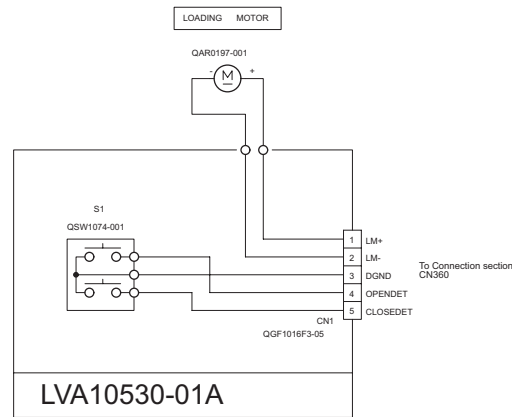 LOADING MOTOR
QAR0197-001
- M +
S1
QSW1074-001
1 LM+
2 LM-
3 DGND
4 OPENDET
5 CLOSEDET
To Connection section
CN360
CN1
QGF1016F3-05
LVA10530-01A